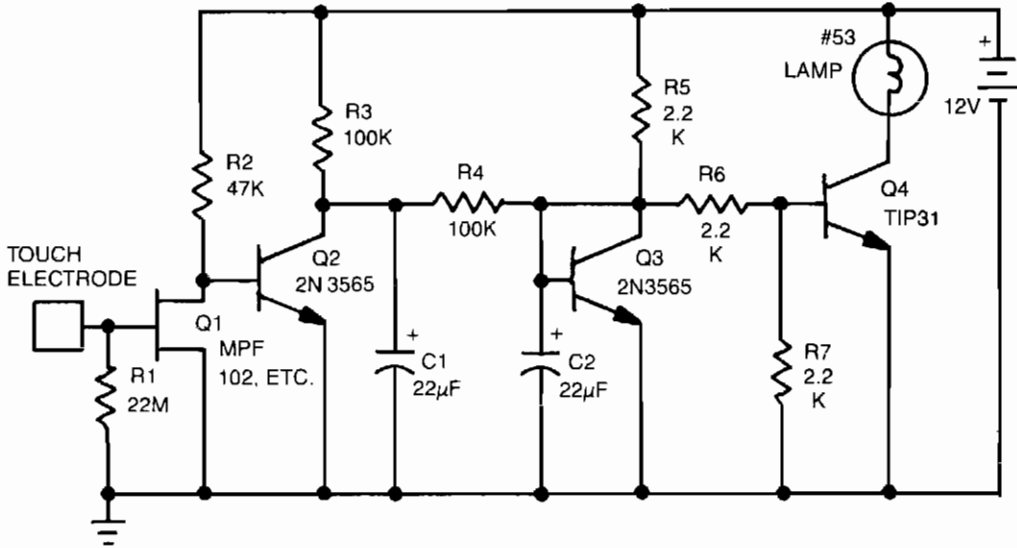 #53
LAMP
+
12V
R3
100K
R5
2.2
K
R2
47K
R4
100K
R6
2.2
K
Q4
TIP31
TOUCH
ELECTRODE
Q2
2N 3565
Q3
2N3565
Q1
MPF
102, ETC.
R1
22M
+
C1
22µF
+
C2
22µF
R7
2.2
K